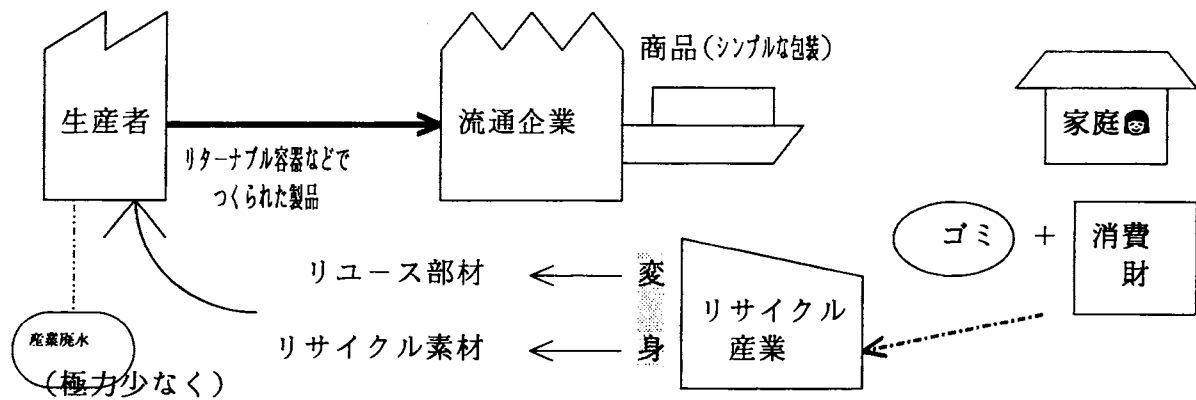 商品(シンプルな包装)
生産者
流通企業
家庭
リターナブル容器などで
つくられた製品
ゴミ + 消費
財
リユース部材 変
リサイクル
産業
リサイクル素材 身
産業廃水
(極力少なく)